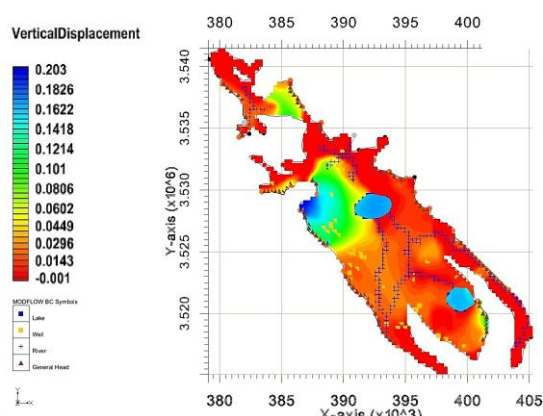 380 385 390 395 400
VerticalDisplacement
0.203
0.1826
0.1622
0.1418
0.1214
0.101
0.0806
0.0602
0.0449
0.0296
0.0143
-0.001
MODFLOW BC Symbols
Lake
Well
River
General Head
Y-axis (x10^6)
3.540
3.535
3.530
3.525
3.520
380 385 390 395 400 405
X-axis (x10^3)